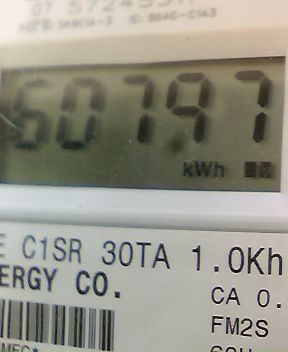 60797
kWh
E C1SR 30TA 1.0Kh
ERGY CO.
CA 0.
FM2S